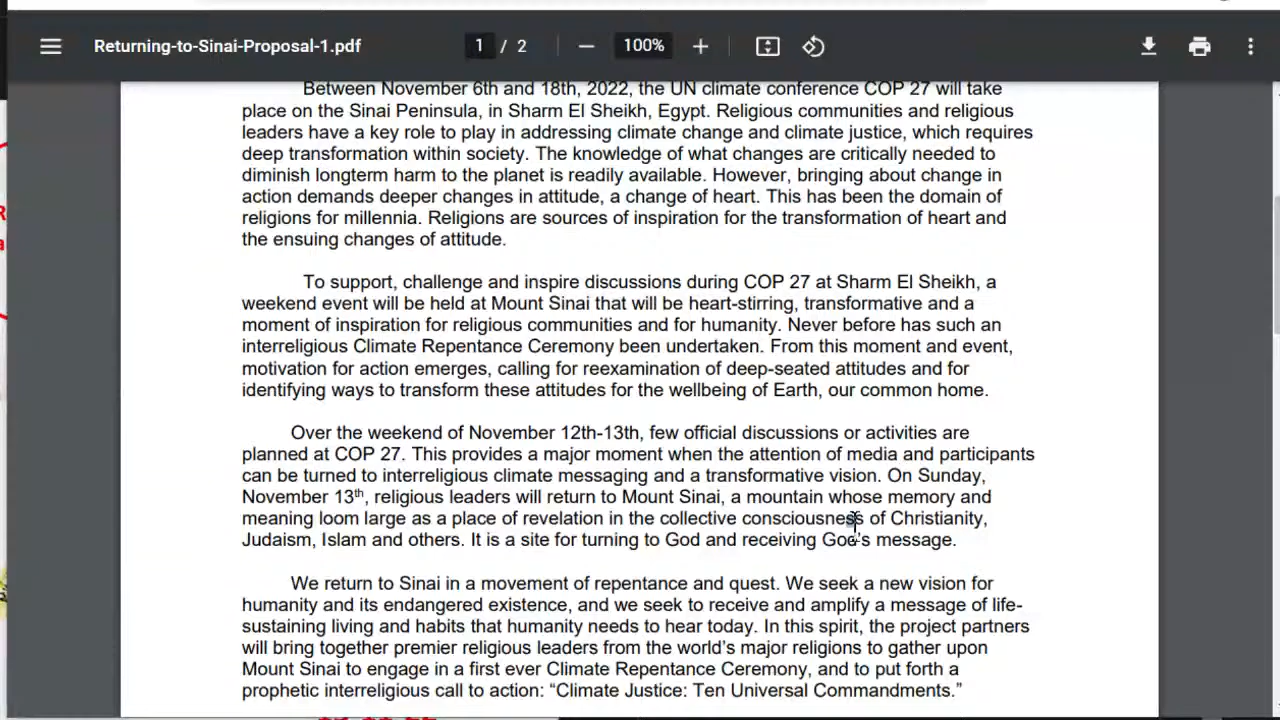 Returning-to-Sinai-Proposal-1.pdf 1 / 2 100%
Between November 6th and 18th, 2022, the UN climate conference COP 27 will take
place on the Sinai Peninsula, in Sharm El Sheikh, Egypt. Religious communities and religious
leaders have a key role to play in addressing climate change and climate justice, which requires
deep transformation within society. The knowledge of what changes are critically needed to
diminish longterm harm to the planet is readily available. However, bringing about change in
action demands deeper changes in attitude, a change of heart. This has been the domain of
religions for millennia. Religions are sources of inspiration for the transformation of heart and
the ensuing changes of attitude.
To support, challenge and inspire discussions during COP 27 at Sharm El Sheikh, a
weekend event will be held at Mount Sinai that will be heart-stirring, transformative and a
moment of inspiration for religious communities and for humanity. Never before has such an
interreligious Climate Repentance Ceremony been undertaken. From this moment and event,
motivation for action emerges, calling for reexamination of deep-seated attitudes and for
identifying ways to transform these attitudes for the wellbeing of Earth, our common home.
Over the weekend of November 12th-13th, few official discussions or activities are
planned at COP 27. This provides a major moment when the attention of media and participants
can be turned to interreligious climate messaging and a transformative vision. On Sunday,
November 13th, religious leaders will return to Mount Sinai, a mountain whose memory and
meaning loom large as a place of revelation in the collective consciousness of Christianity,
Judaism, Islam and others. It is a site for turning to God and receiving God's message.
We return to Sinai in a movement of repentance and quest. We seek a new vision for
humanity and its endangered existence, and we seek to receive and amplify a message of life-
sustaining living and habits that humanity needs to hear today. In this spirit, the project partners
will bring together premier religious leaders from the world's major religions to gather upon
Mount Sinai to engage in a first ever Climate Repentance Ceremony, and to put forth a
prophetic interreligious call to action: “Climate Justice: Ten Universal Commandments.”